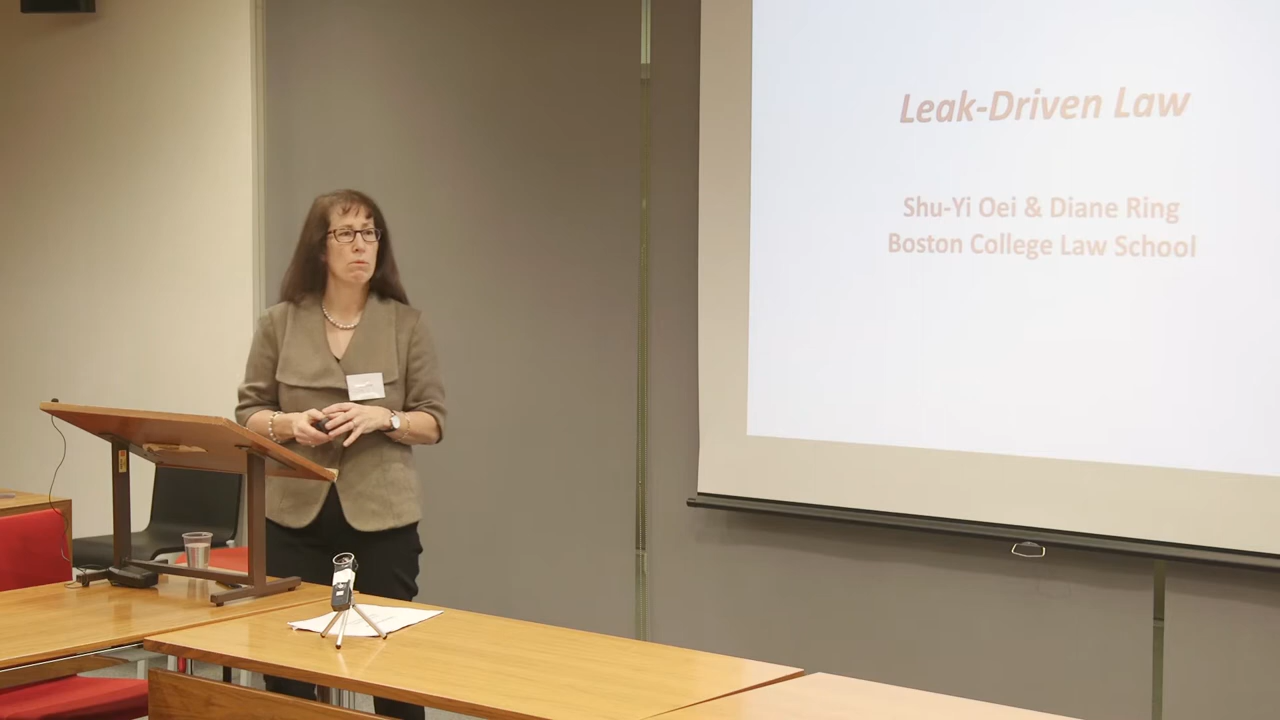 Leak-Driven Law
Shu-Yi Oei & Diane Ring
Boston College Law School